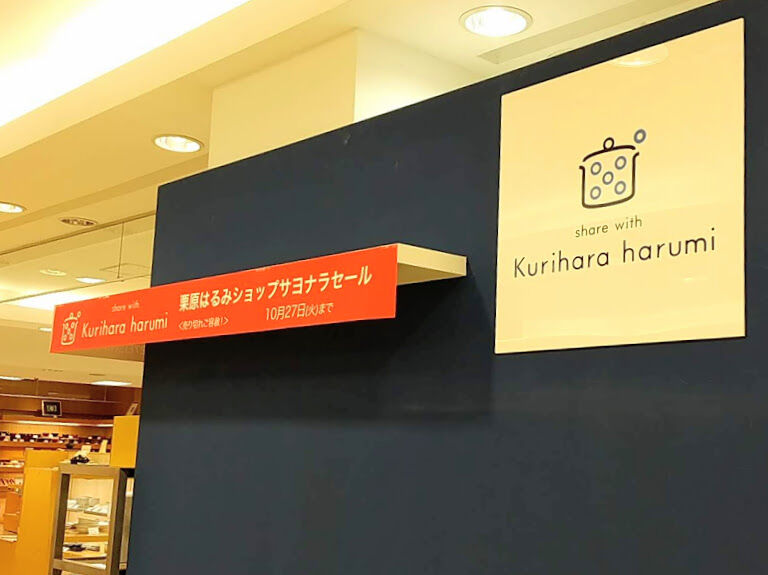 share with
Kurihara harumi
share with
Kurihara harumi
栗原はるみショップサヨナラセール
<売り切れご容赦!>
10月27日(火)まで